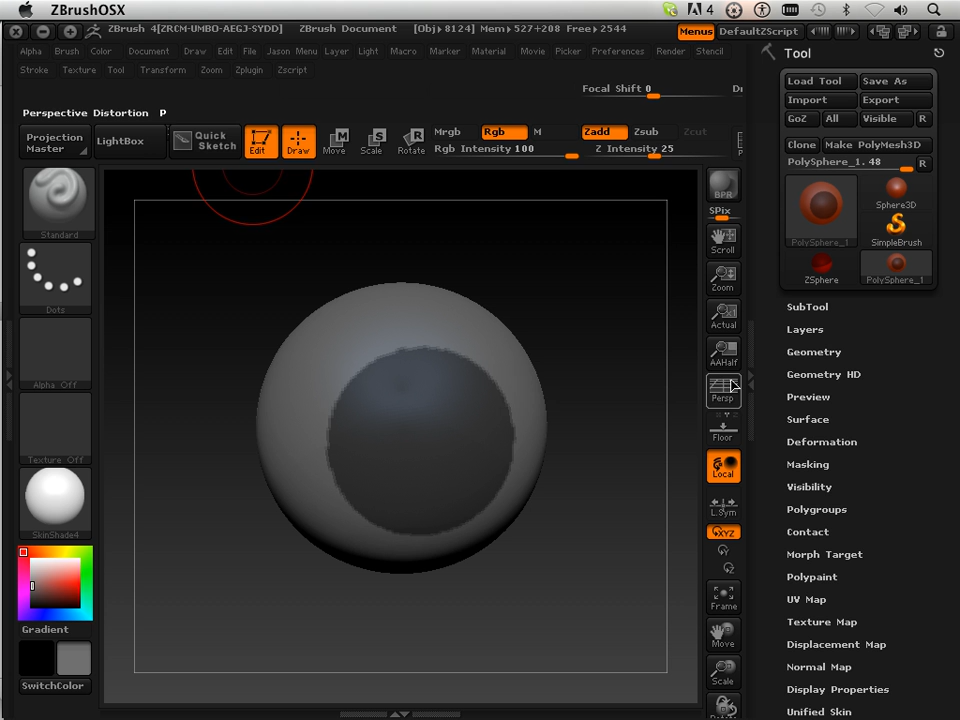 ZBrushOSX
4
ZBrush 4[ZRCM-UMBO-AEGJ-SYDD] ZBrush Document [Obj▸8124] Mem▸527+208 Free▸2544 Menus DefaultZScript
Alpha Brush Color Document Draw Edit File Jason Menu Layer Light Macro Marker Material Movie Picker Preferences Render Stencil
Stroke Texture Tool Transform Zoom Zplugin Zscript
Focal Shift 0
Perspective Distortion P
Projection Master
LightBox
Quick Sketch
Edit
Draw
Move
Scale
Rotate
Mrgb Rgb M
Rgb Intensity 100
Zadd Zsub Zcut
Z Intensity 25
Standard
Dots
Alpha Off
Texture Off
SkinShade4
Gradient
SwitchColor
BPR
SPix
Scroll
Zoom
Actual
AAHalf
Persp
Floor
Local
L.Sym
XYZ
Frame
Move
Scale
Tool
Load Tool Save As
Import Export
GoZ All Visible R
Clone Make PolyMesh3D
PolySphere_1. 48 R
PolySphere_1
Sphere3D
SimpleBrush
ZSphere
PolySphere_1
SubTool
Layers
Geometry
Geometry HD
Preview
Surface
Deformation
Masking
Visibility
Polygroups
Contact
Morph Target
Polypaint
UV Map
Texture Map
Displacement Map
Normal Map
Display Properties
Unified Skin